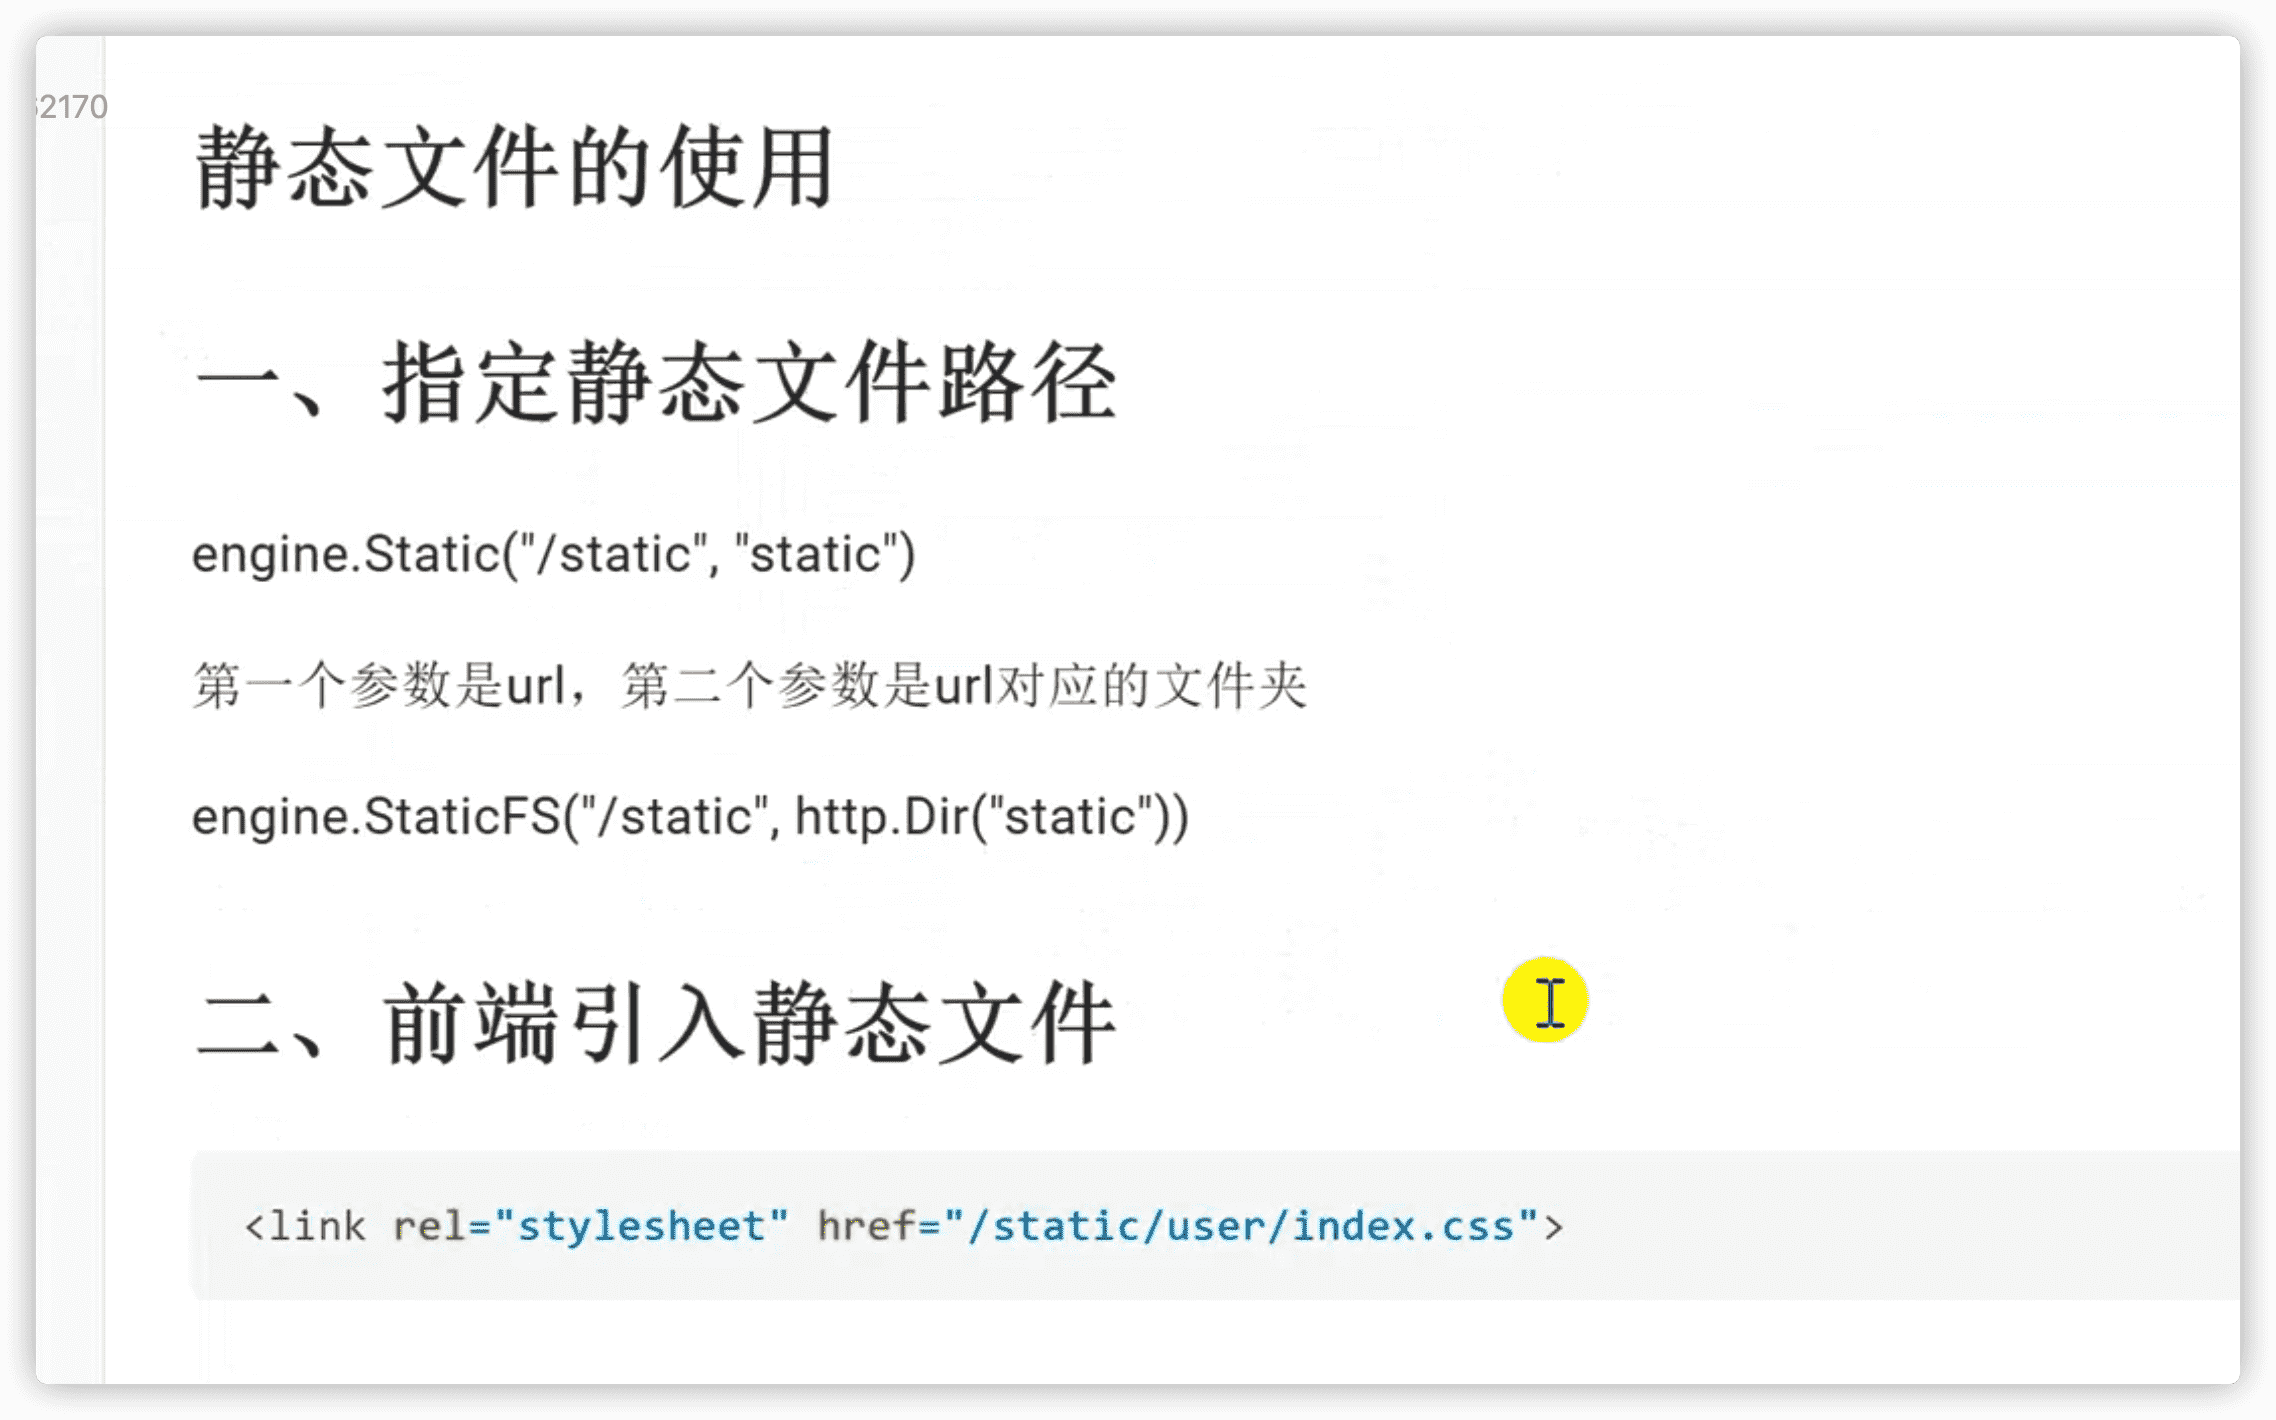 2170
静态文件的使用
一、指定静态文件路径
engine.Static("/static", "static")
第一个参数是url，第二个参数是url对应的文件夹
engine.StaticFS("/static", http.Dir("static"))
二、前端引入静态文件
<link rel="stylesheet" href="/static/user/index.css">